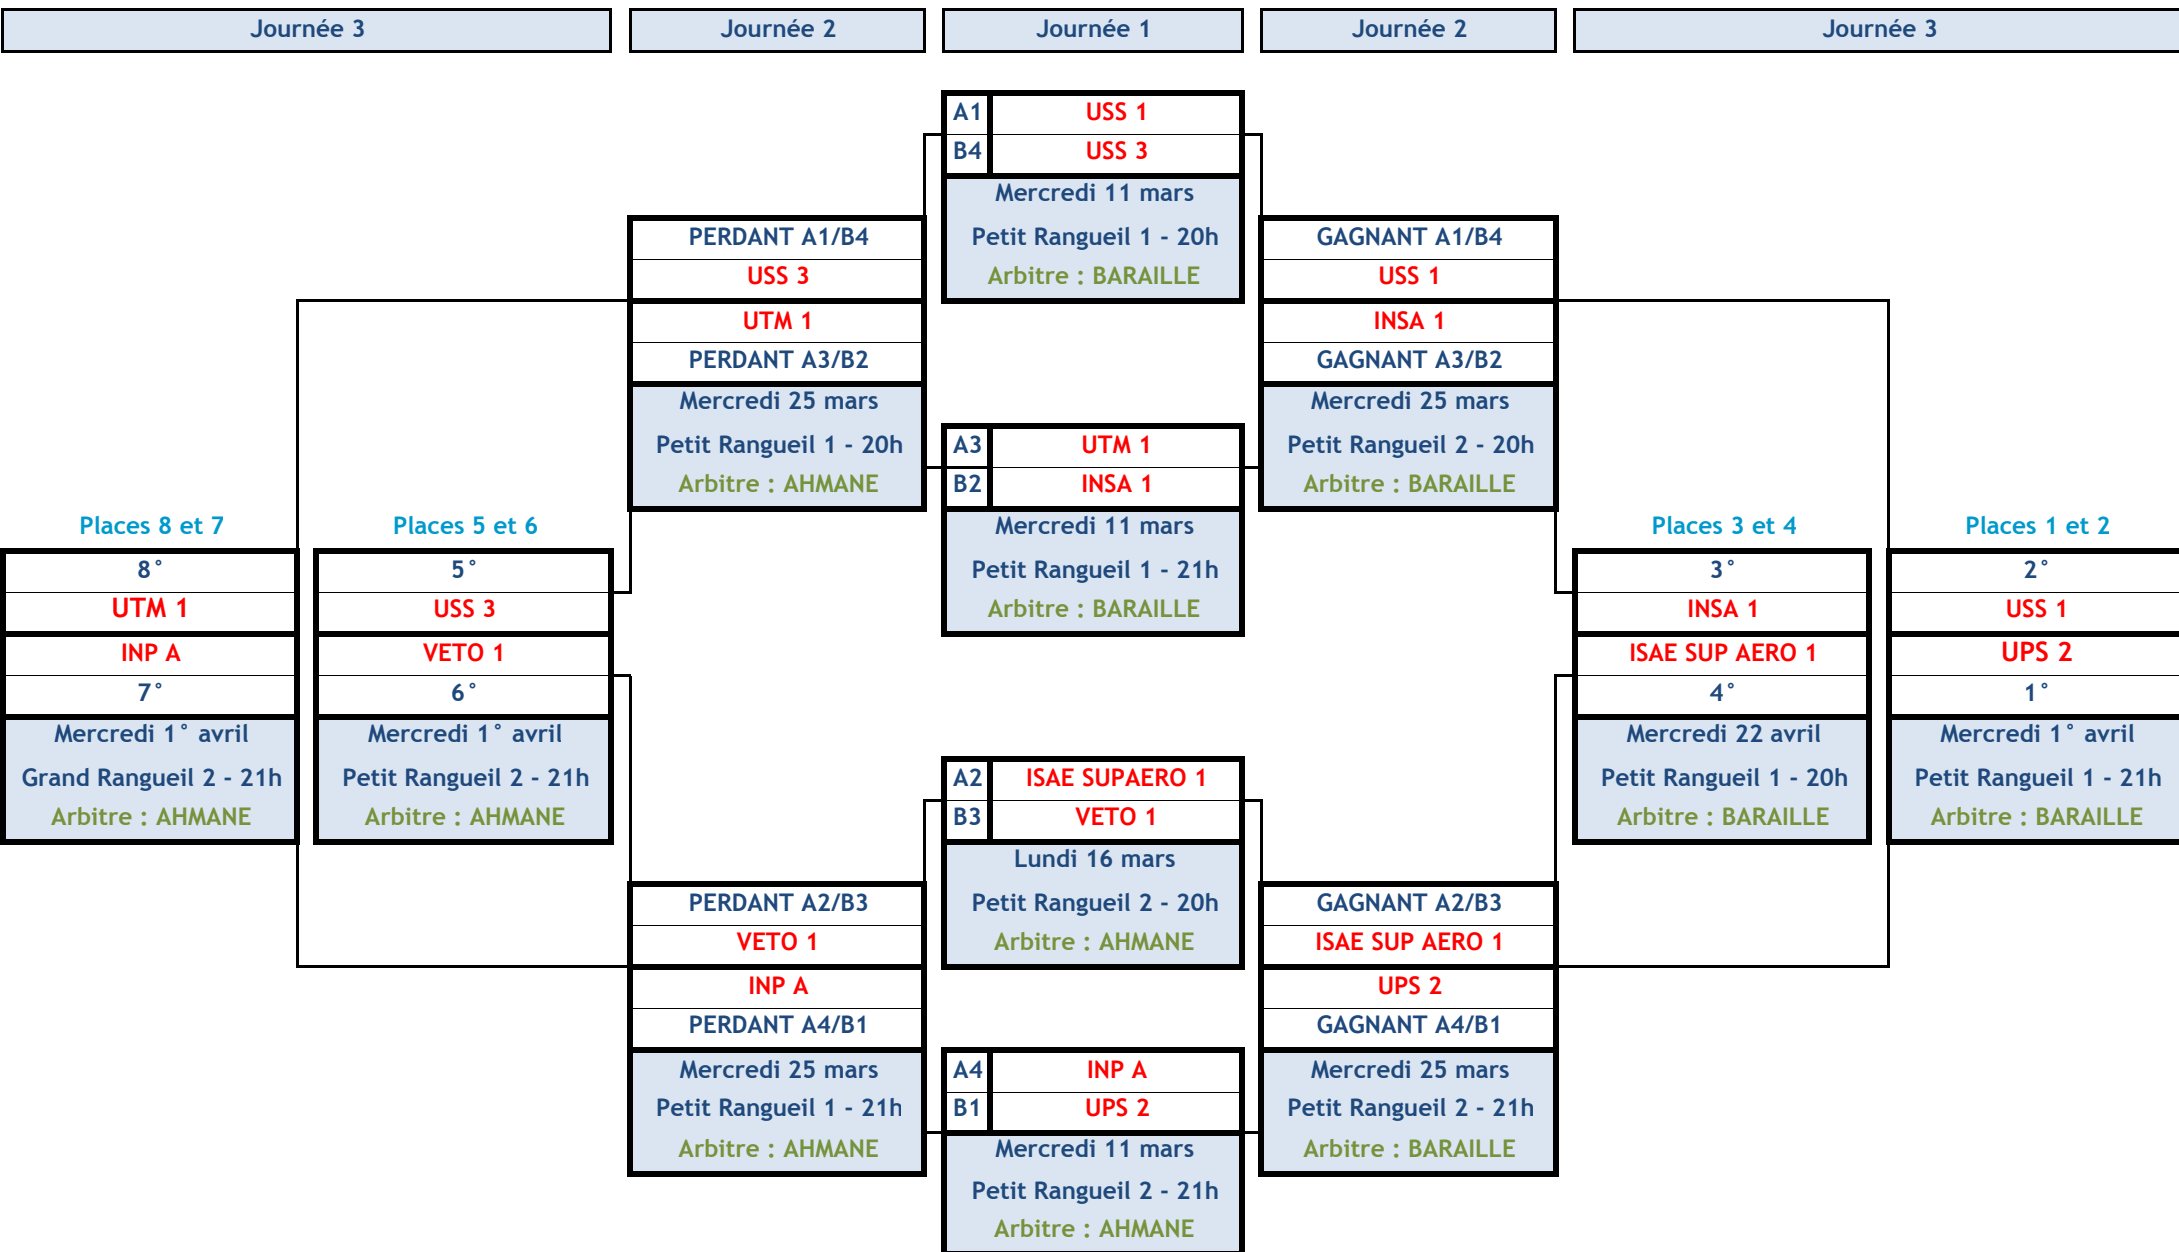 Journée 3
Journée 2
Journée 1
Journée 2
Journée 3
A1 USS 1
B4 USS 3
Mercredi 11 mars
Petit Rangueil 1 - 20h
Arbitre : BARAILLE
PERDANT A1/B4
USS 3
UTM 1
PERDANT A3/B2
Mercredi 25 mars
Petit Rangueil 1 - 20h
Arbitre : AHMANE
GAGNANT A1/B4
USS 1
INSA 1
GAGNANT A3/B2
Mercredi 25 mars
Petit Rangueil 2 - 20h
Arbitre : BARAILLE
A3 UTM 1
B2 INSA 1
Mercredi 11 mars
Petit Rangueil 1 - 21h
Arbitre : BARAILLE
Places 8 et 7
8°
UTM 1
INP A
7°
Mercredi 1° avril
Grand Rangueil 2 - 21h
Arbitre : AHMANE
Places 5 et 6
5°
USS 3
VETO 1
6°
Mercredi 1° avril
Petit Rangueil 2 - 21h
Arbitre : AHMANE
Places 3 et 4
3°
INSA 1
ISAE SUP AERO 1
4°
Mercredi 22 avril
Petit Rangueil 1 - 20h
Arbitre : BARAILLE
Places 1 et 2
2°
USS 1
UPS 2
1°
Mercredi 1° avril
Petit Rangueil 1 - 21h
Arbitre : BARAILLE
A2 ISAE SUPAERO 1
B3 VETO 1
Lundi 16 mars
Petit Rangueil 2 - 20h
Arbitre : AHMANE
PERDANT A2/B3
VETO 1
INP A
PERDANT A4/B1
Mercredi 25 mars
Petit Rangueil 1 - 21h
Arbitre : AHMANE
GAGNANT A2/B3
ISAE SUP AERO 1
UPS 2
GAGNANT A4/B1
Mercredi 25 mars
Petit Rangueil 2 - 21h
Arbitre : BARAILLE
A4 INP A
B1 UPS 2
Mercredi 11 mars
Petit Rangueil 2 - 21h
Arbitre : AHMANE